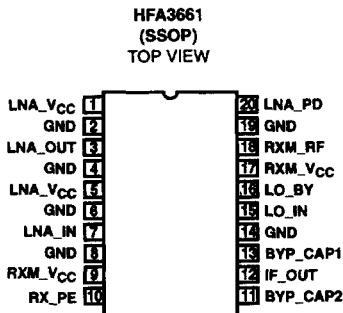 HFA3661
(SSOP)
TOP VIEW
LNA_VCC 1
GND 2
LNA_OUT 3
GND 4
LNA_VCC 5
GND 6
LNA_IN 7
GND 8
RXM_VCC 9
RX_PE 10
20 LNA_PD
19 GND
18 RXM_RF
17 RXM_VCC
16 LO_BY
15 LO_IN
14 GND
13 BYP_CAP1
12 IF_OUT
11 BYP_CAP2